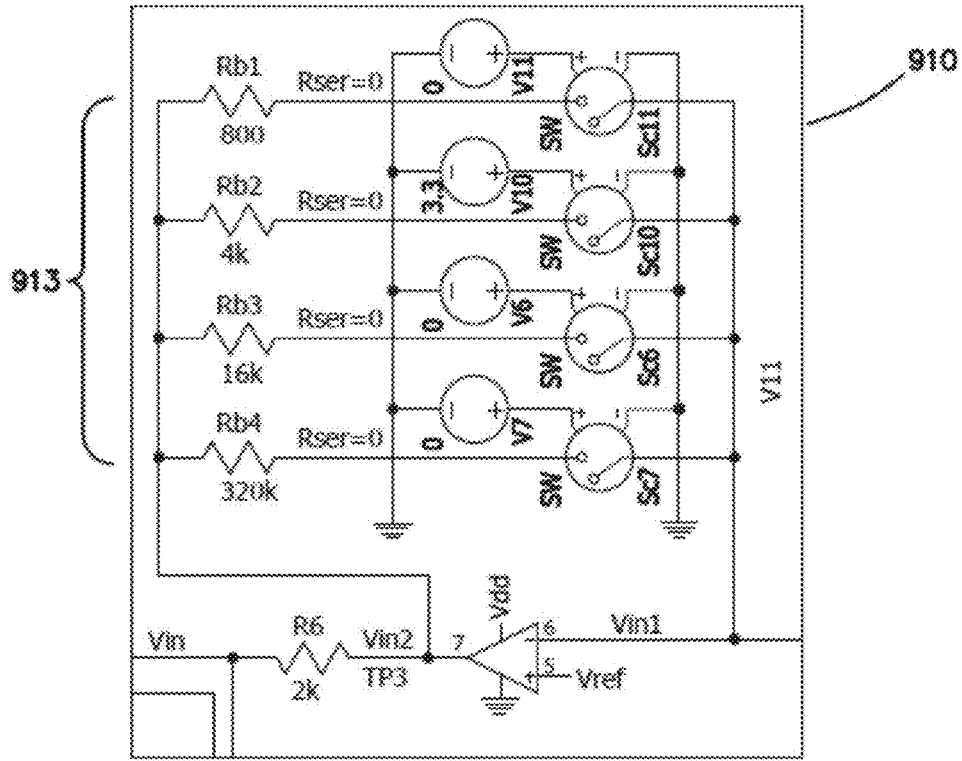 910
913
Rb1
Rser=0
800
0
V11
SW
Sc11
Rb2
Rser=0
4k
3.3
V10
SW
Sc10
Rb3
Rser=0
16k
0
V6
SW
Sc6
Rb4
Rser=0
320k
0
V7
SW
Sc7
V11
Vin
R6
2k
Vin2
TP3
7
Vdd
6
5
Vin1
Vref